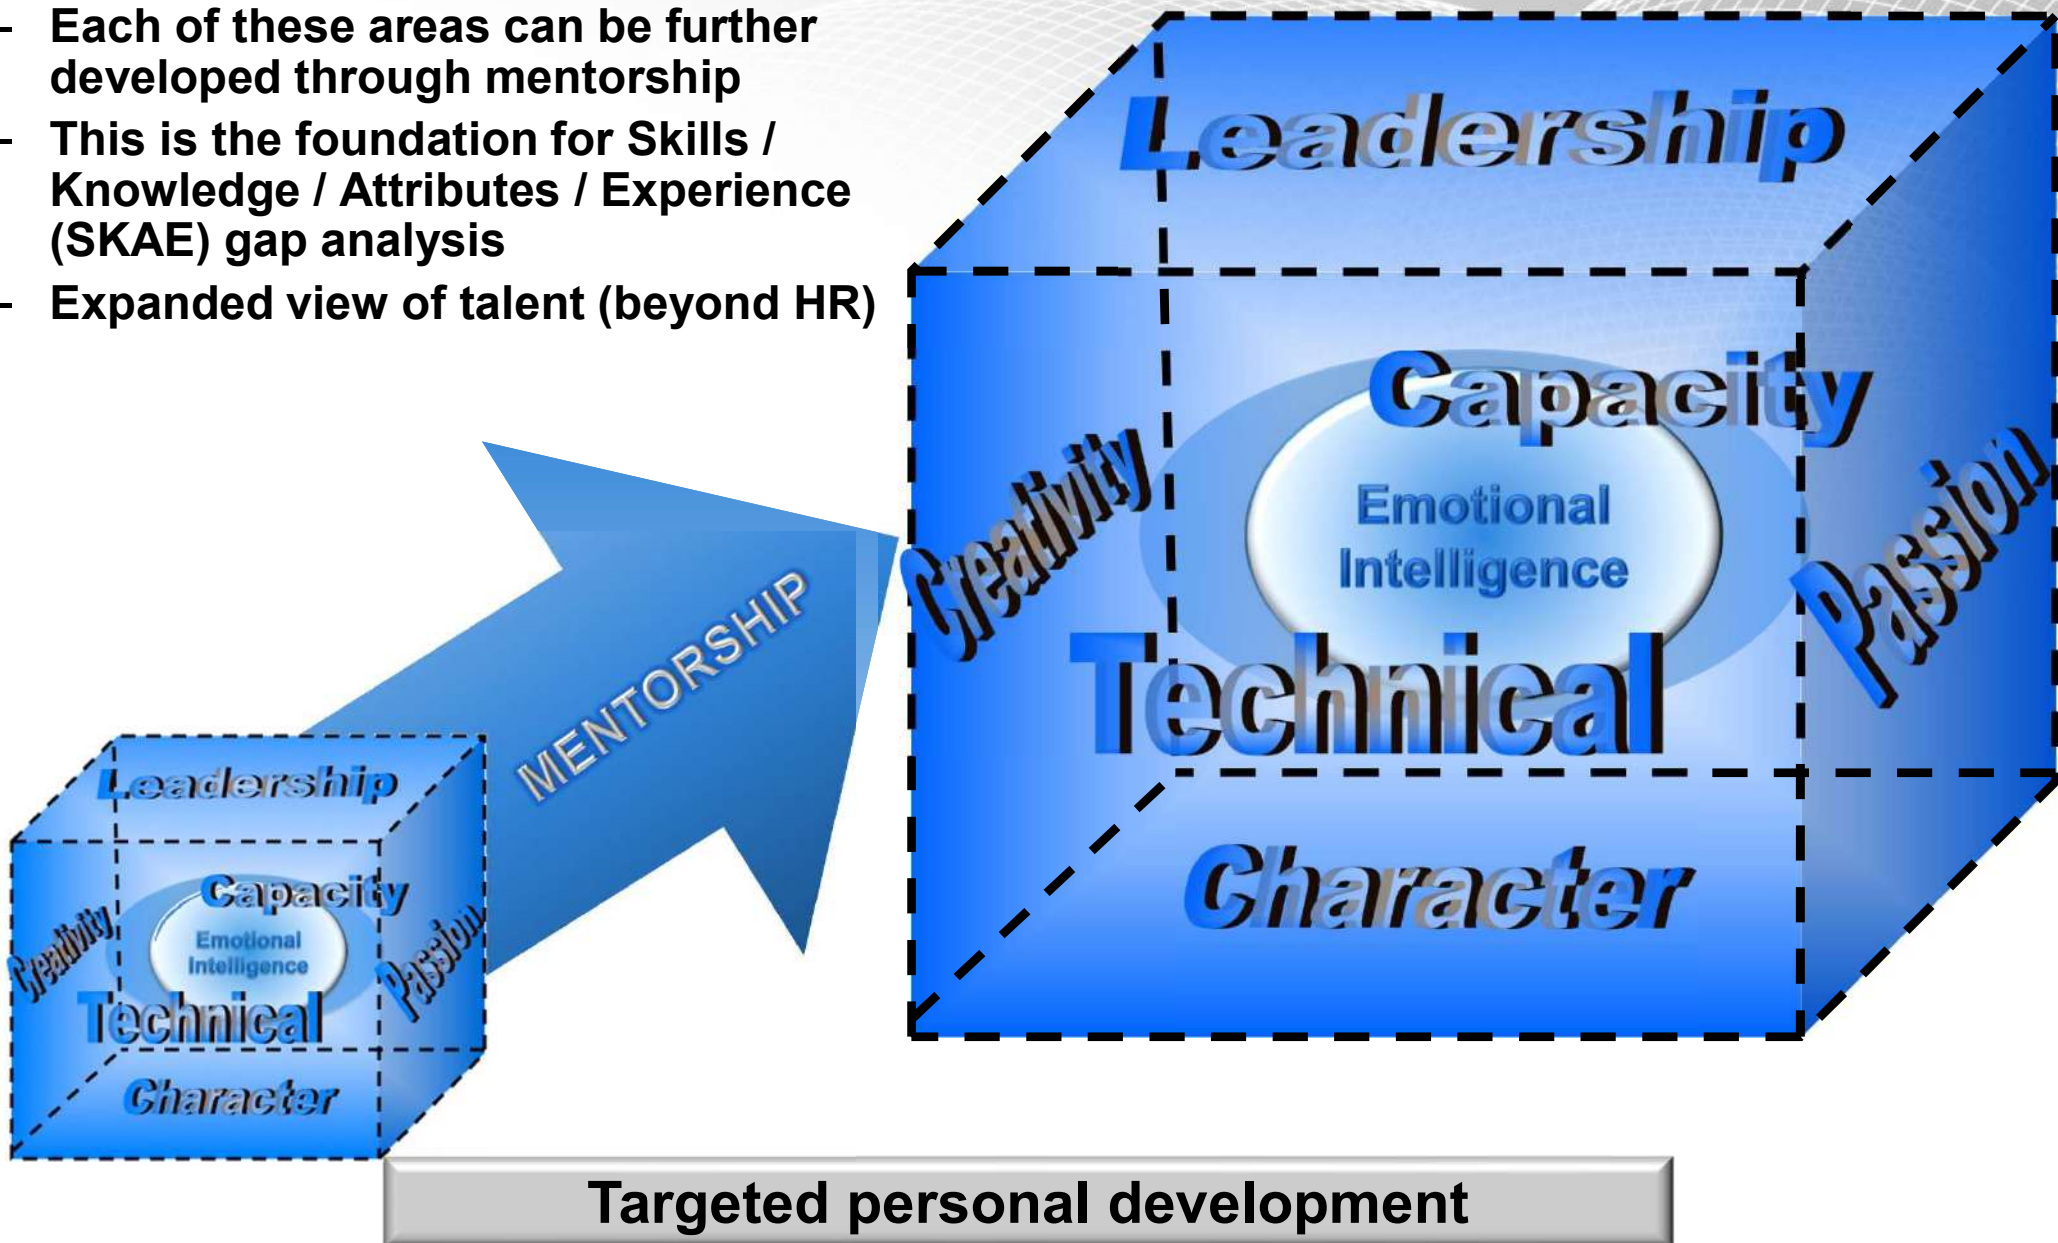 - Each of these areas can be further
developed through mentorship
- This is the foundation for Skills /
Knowledge / Attributes / Experience
(SKAE) gap analysis
- Expanded view of talent (beyond HR)
Leadership
Capacity
Creativity
Emotional
Intelligence
Passion
Technical
Character
MENTORSHIP
Leadership
Capacity
Creativity
Emotional
Intelligence
Passion
Technical
Character
Targeted personal development